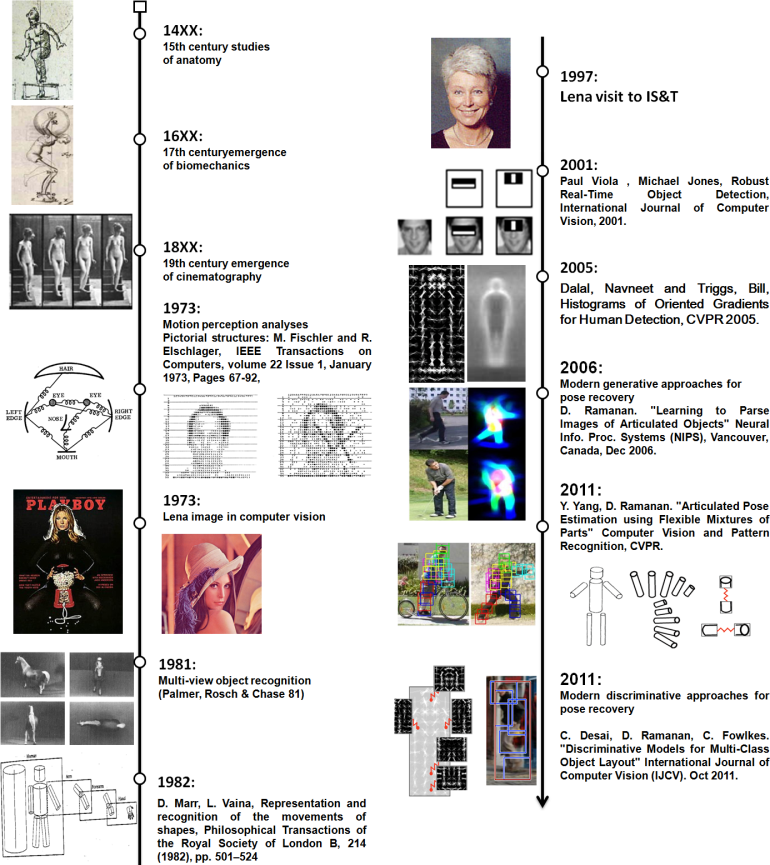 14XX:
15th century studies
of anatomy
16XX:
17th centuryemergence
of biomechanics
18XX:
19th century emergence
of cinematography
1973:
Motion perception analyses
Pictorial structures: M. Fischler and R.
Elschlager, IEEE Transactions on
Computers, volume 22 Issue 1, January
1973, Pages 67-92,
HAIR
EYE EYE
LEFT
EDGE
RIGHT
EDGE
NOSE
MOUTH
1973:
Lena image in computer vision
PLAYBOY
1981:
Multi-view object recognition
(Palmer, Rosch & Chase 81)
1982:
D. Marr, L. Vaina, Representation and
recognition of the movements of
shapes, Philosophical Transactions of
the Royal Society of London B, 214
(1982), pp. 501–524
1997:
Lena visit to IS&T
2001:
Paul Viola , Michael Jones, Robust
Real-Time Object Detection,
International Journal of Computer
Vision, 2001.
2005:
Dalal, Navneet and Triggs, Bill,
Histograms of Oriented Gradients
for Human Detection, CVPR 2005.
2006:
Modern generative approaches for
pose recovery
D. Ramanan. "Learning to Parse
Images of Articulated Objects" Neural
Info. Proc. Systems (NIPS), Vancouver,
Canada, Dec 2006.
2011:
Y. Yang, D. Ramanan. "Articulated Pose
Estimation using Flexible Mixtures of
Parts" Computer Vision and Pattern
Recognition, CVPR.
2011:
Modern discriminative approaches for
pose recovery
C. Desai, D. Ramanan, C. Fowlkes.
"Discriminative Models for Multi-Class
Object Layout" International Journal of
Computer Vision (IJCV). Oct 2011.